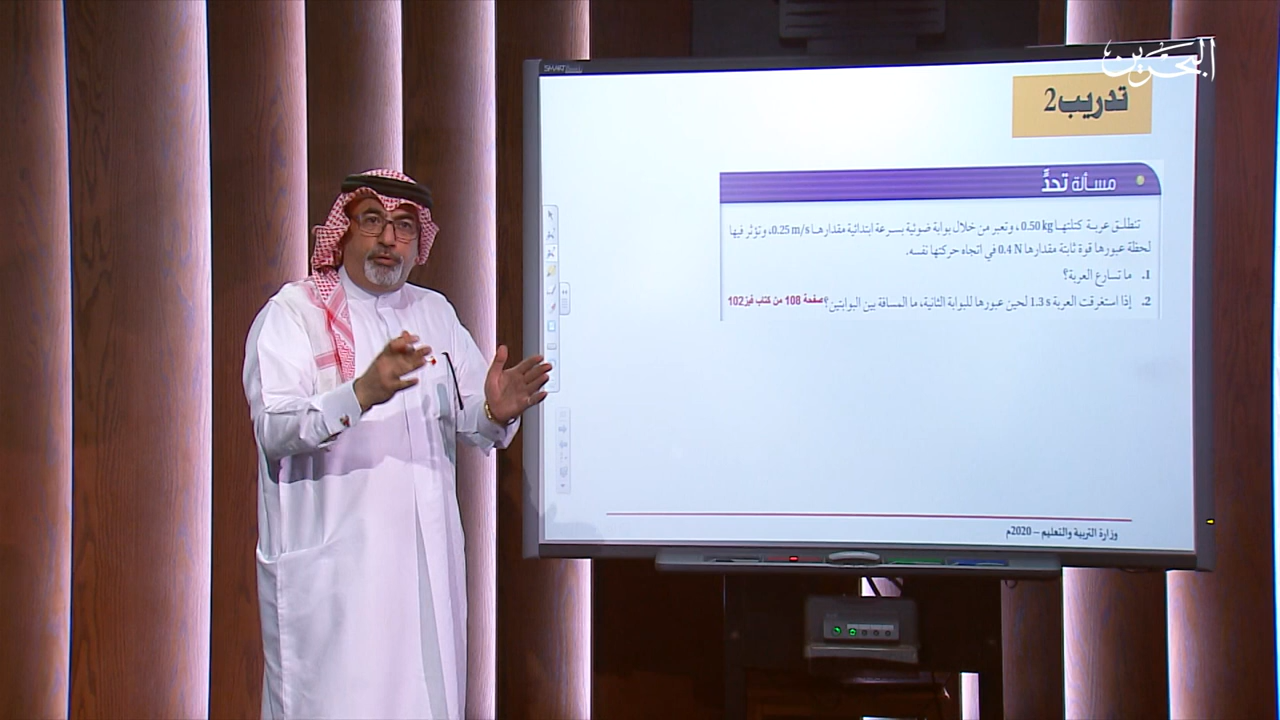 البحرين
SMART Board
تدريب2
مسألة تحدٍّ
تنطلق عربة كتلتها 0.50 kg، وتعبر من خلال بوابة ضوئية بسرعة ابتدائية مقدارها 0.25 m/s، وتؤثر فيها
لحظة عبورها قوة ثابتة مقدارها 0.4 N في اتجاه حركتها نفسه.
1. ما تسارع العربة؟
2. إذا استغرقت العربة 1.3 s لحين عبورها للبوابة الثانية، ما المسافة بين البوابتين؟ صفحة 108 من كتاب فيز102
وزارة التربية والتعليم – 2020م